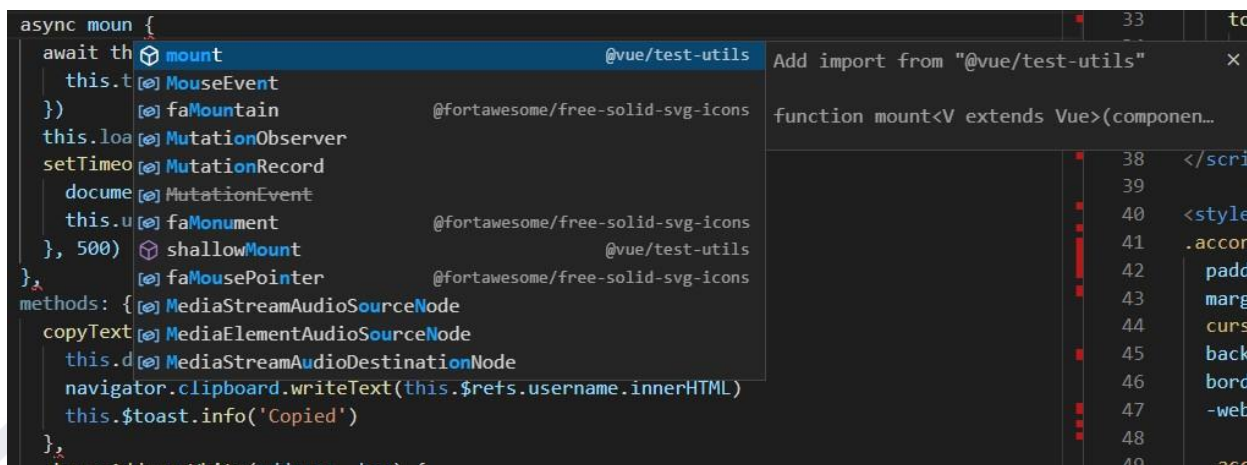 async moun {
await th
this.t
})
this.loa
setTimeo
docume
this.u
}, 500)
},
methods: {
copyText
this.d
navigator.clipboard.writeText(this.$refs.username.innerHTML)
this.$toast.info('Copied')
},
mount @vue/test-utils
MouseEvent
faMountain @fortawesome/free-solid-svg-icons
MutationObserver
MutationRecord
MutationEvent
faMonument @fortawesome/free-solid-svg-icons
shallowMount @vue/test-utils
faMousePointer @fortawesome/free-solid-svg-icons
MediaStreamAudioSourceNode
MediaElementAudioSourceNode
MediaStreamAudioDestinationNode
Add import from "@vue/test-utils" ×
function mount<V extends Vue>(componen…
33 to
38 </scri
39
40 <style
41 .accor
42 padd
43 marg
44 curs
45 back
46 bord
47 -web
48